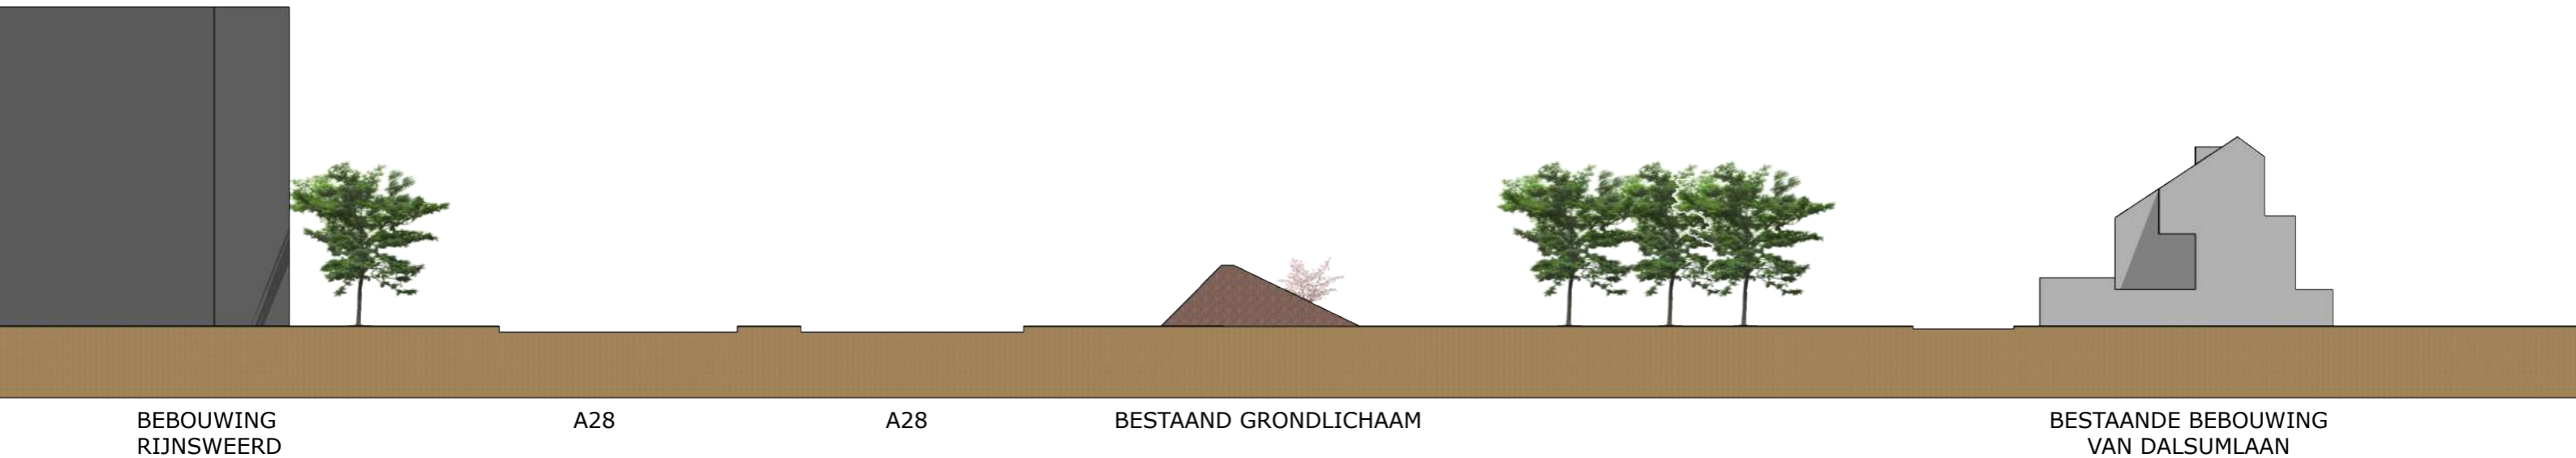 BEBOUWING
RIJNSWEERD
A28
A28
BESTAAND GRONDLICHAAM
BESTAANDE BEBOUWING
VAN DALSUMLAAN